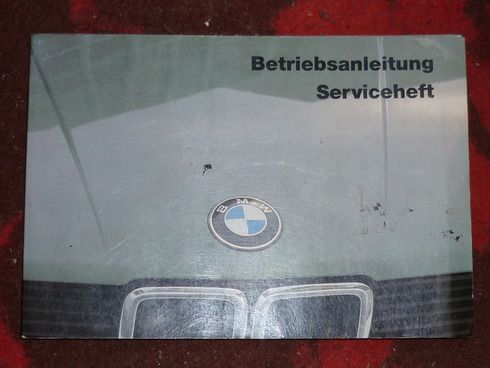 Betriebsanleitung
Serviceheft
BMW